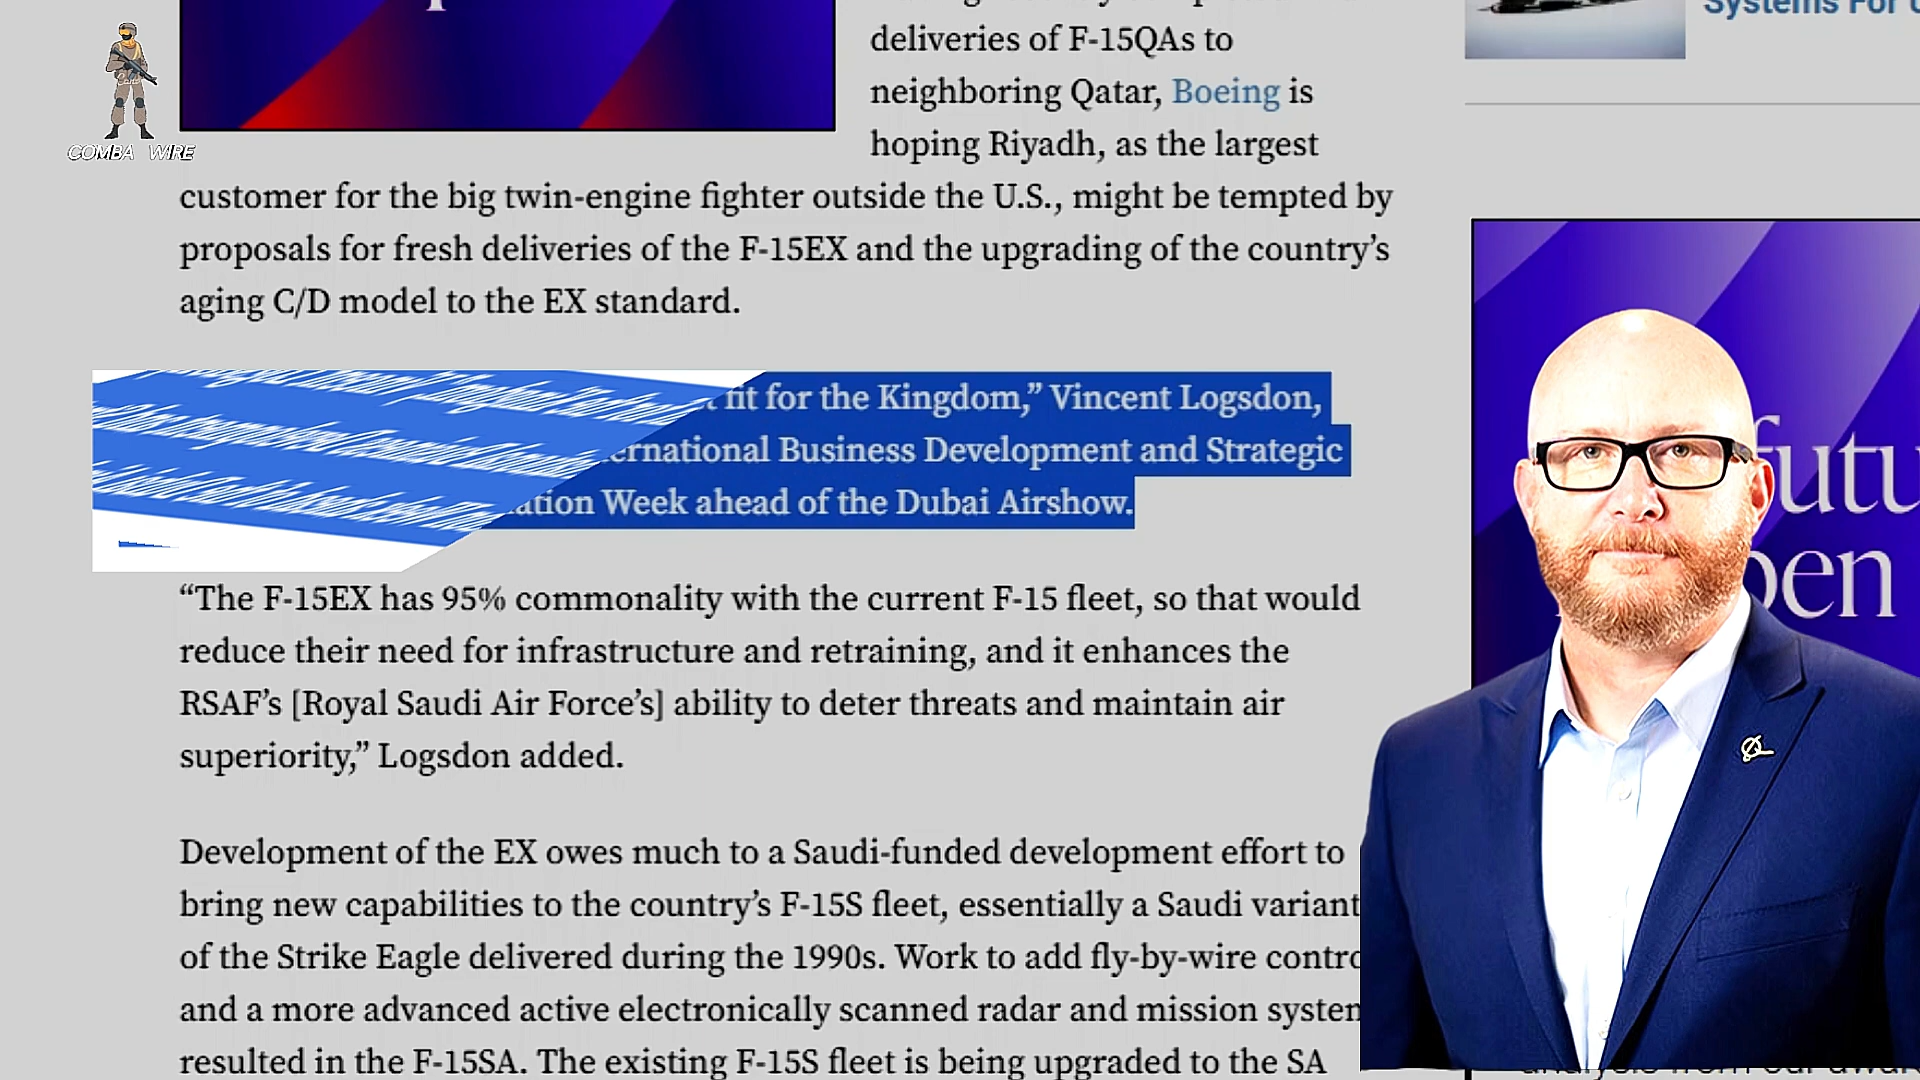 Systems For
COMBA WIRE
deliveries of F-15QAs to
neighboring Qatar, Boeing is
hoping Riyadh, as the largest
customer for the big twin-engine fighter outside the U.S., might be tempted by
proposals for fresh deliveries of the F-15EX and the upgrading of the country’s
aging C/D model to the EX standard.
fit for the Kingdom,” Vincent Logsdon,
Business Development and Strategic
Week ahead of the Dubai Airshow.
“The F-15EX has 95% commonality with the current F-15 fleet, so that would
reduce their need for infrastructure and retraining, and it enhances the
RSAF’s [Royal Saudi Air Force’s] ability to deter threats and maintain air
superiority,” Logsdon added.
Development of the EX owes much to a Saudi-funded development effort to
bring new capabilities to the country’s F-15S fleet, essentially a Saudi variant
of the Strike Eagle delivered during the 1990s. Work to add fly-by-wire contro
and a more advanced active electronically scanned radar and mission system
resulted in the F-15SA. The existing F-15S fleet is being upgraded to the SA
futu
pen